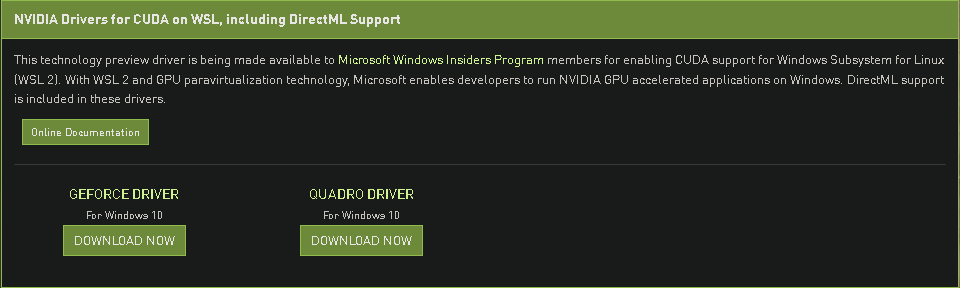 NVIDIA Drivers for CUDA on WSL, including DirectML Support
This technology preview driver is being made available to Microsoft Windows Insiders Program members for enabling CUDA support for Windows Subsystem for Linux
(WSL 2). With WSL 2 and GPU paravirtualization technology, Microsoft enables developers to run NVIDIA GPU accelerated applications on Windows. DirectML support
is included in these drivers.
Online Documentation
GEFORCE DRIVER
QUADRO DRIVER
For Windows 10
For Windows 10
DOWNLOAD NOW
DOWNLOAD NOW